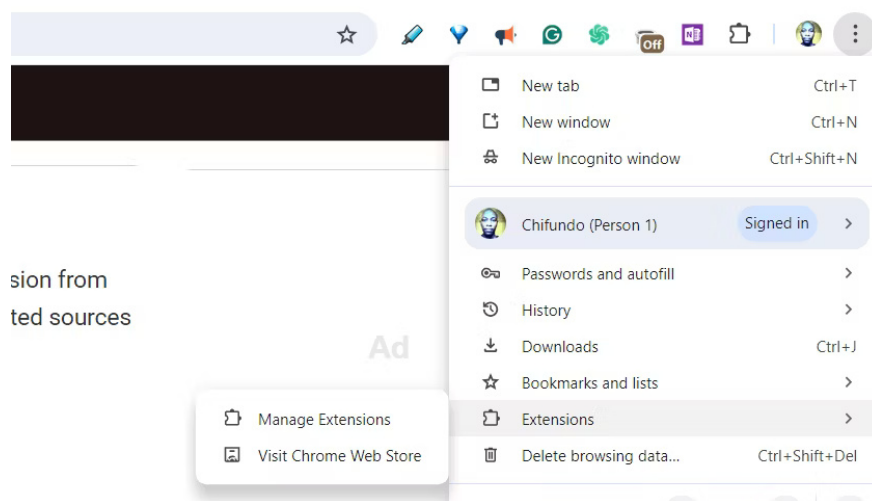 Off
N
New tab Ctrl+T
New window Ctrl+N
New Incognito window Ctrl+Shift+N
Chifundo (Person 1) Signed in
Passwords and autofill
sion from
History
ted sources
Downloads Ctrl+J
Ad
Bookmarks and lists
Manage Extensions
Extensions
Visit Chrome Web Store
Delete browsing data... Ctrl+Shift+Del